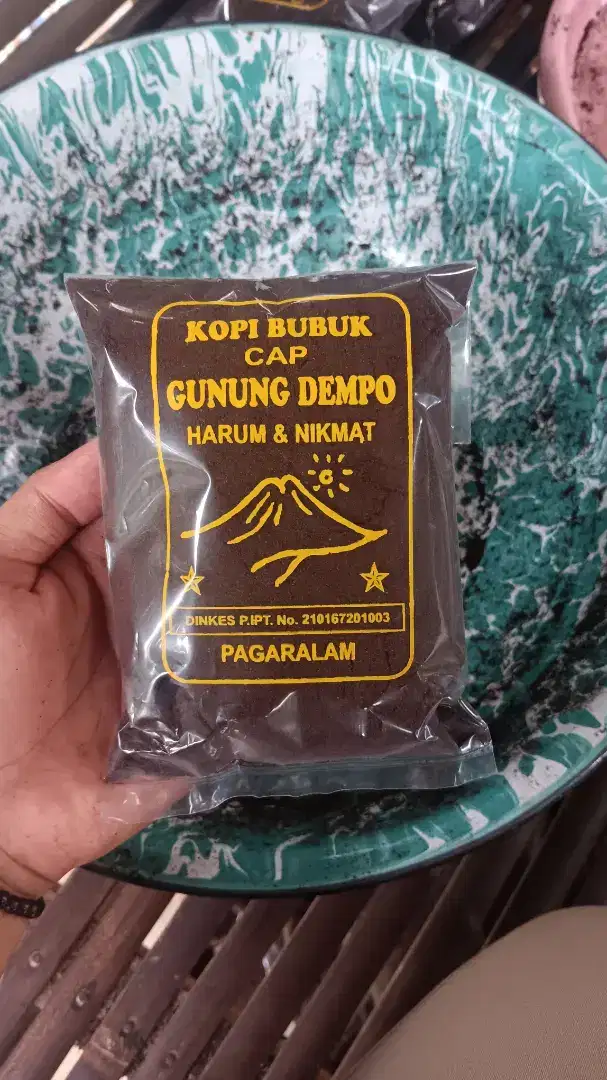 KOPI BUBUK
CAP
GUNUNG DEMPO
HARUM & NIKMAT
DINKES P.IPT. No. 210167201003
PAGARALAM